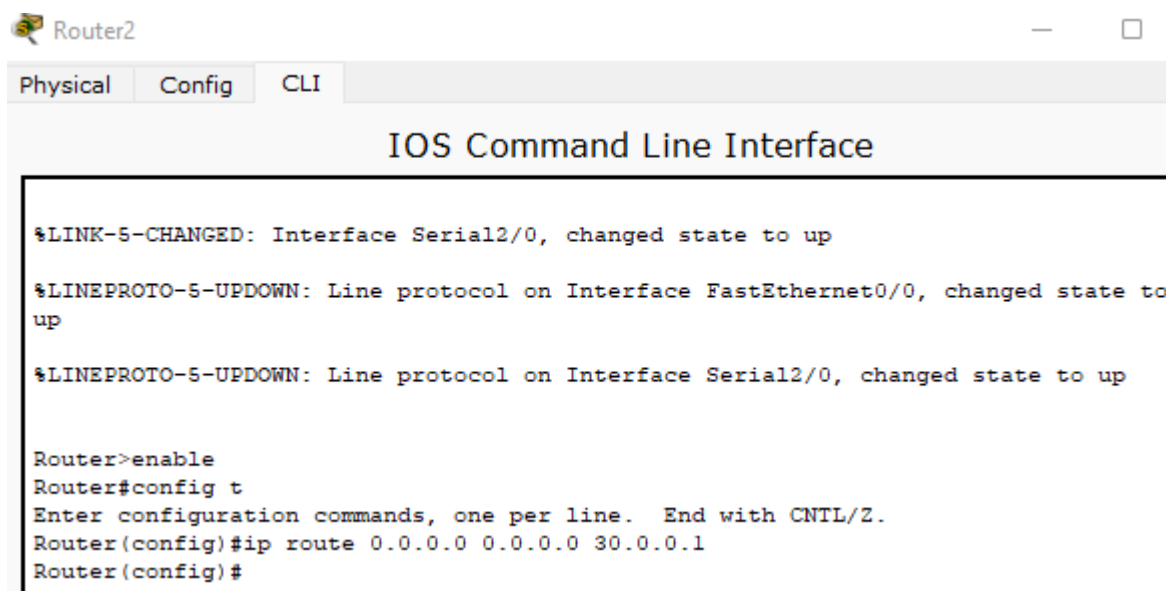 Router2
Physical Config CLI
IOS Command Line Interface
%LINK-5-CHANGED: Interface Serial2/0, changed state to up
%LINEPROTO-5-UPDOWN: Line protocol on Interface FastEthernet0/0, changed state to
up
%LINEPROTO-5-UPDOWN: Line protocol on Interface Serial2/0, changed state to up
Router>enable
Router#config t
Enter configuration commands, one per line.  End with CNTL/Z.
Router(config)#ip route 0.0.0.0 0.0.0.0 30.0.0.1
Router(config)#